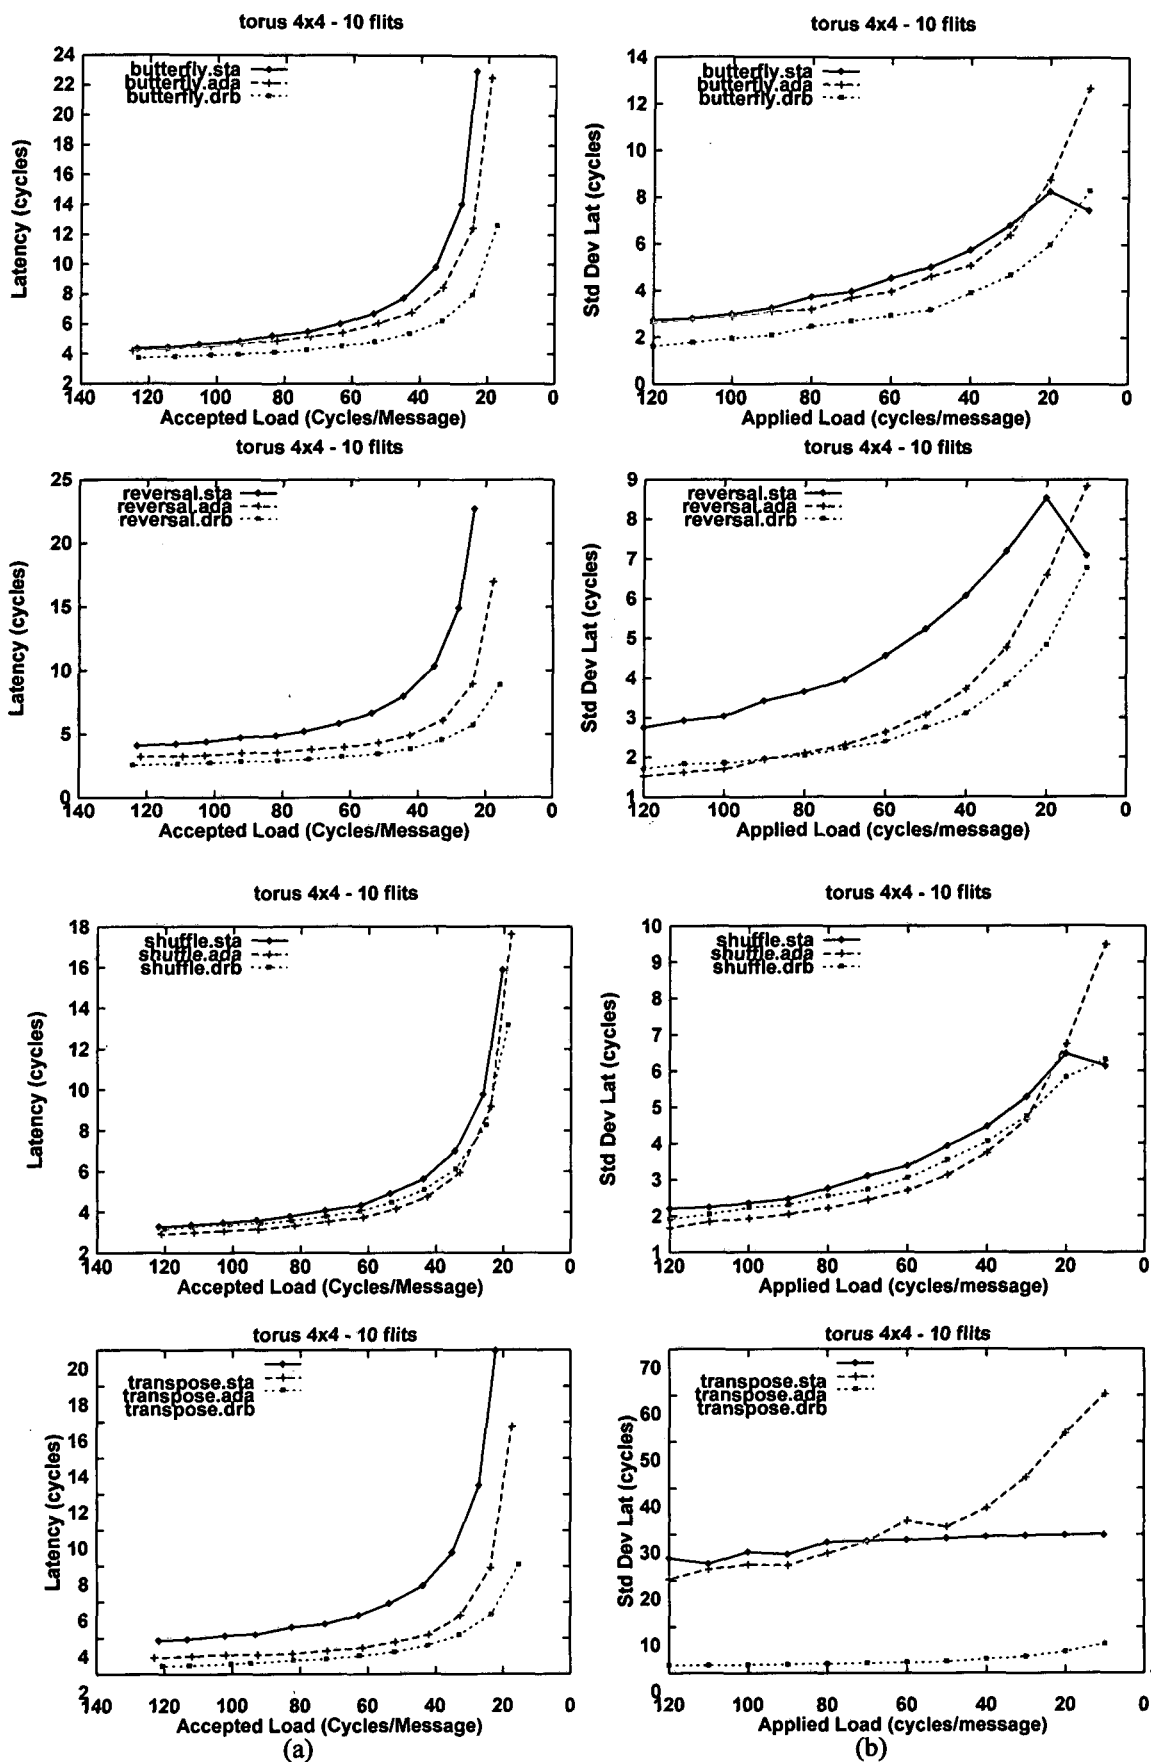 torus 4x4 - 10 flits
24
22
20
18
16
14
12
10
8
6
4
2
butterfly.sta
butterfly.ada
butterfly.drb
Latency (cycles)
140 120 100 80 60 40 20 0
Accepted Load (Cycles/Message)
torus 4x4 - 10 flits
14
12
10
8
6
4
2
0
butterfly.sta
butterfly.ada
butterfly.drb
Std Dev Lat (cycles)
120 100 80 60 40 20 0
Applied Load (cycles/message)
torus 4x4 - 10 flits
25
20
15
10
5
0
reversal.sta
reversal.ada
reversal.drb
Latency (cycles)
120 100 80 60 40 20 0
Accepted Load (Cycles/Message)
torus 4x4 - 10 flits
9
8
7
6
5
4
3
2
1
reversal.sta
reversal.ada
reversal.drb
Std Dev Lat (cycles)
120 100 80 60 40 20 0
Applied Load (cycles/message)
torus 4x4 - 10 flits
18
16
14
12
10
8
6
4
2
shuffle.sta
shuffle.ada
shuffle.drb
Latency (cycles)
140 120 100 80 60 40 20 0
Accepted Load (Cycles/Message)
torus 4x4 - 10 flits
10
9
8
7
6
5
4
3
2
1
shuffle.sta
shuffle.ada
shuffle.drb
Std Dev Lat (cycles)
120 100 80 60 40 20 0
Applied Load (cycles/message)
torus 4x4 - 10 flits
20
18
16
14
12
10
8
6
4
2
transpose.sta
transpose.ada
transpose.drb
Latency (cycles)
140 120 100 80 60 40 20 0
Accepted Load (Cycles/Message)
(a)
torus 4x4 - 10 flits
70
60
50
40
30
20
10
0
transpose.sta
transpose.ada
transpose.drb
Std Dev Lat (cycles)
120 100 80 60 40 20 0
Applied Load (cycles/message)
(b)